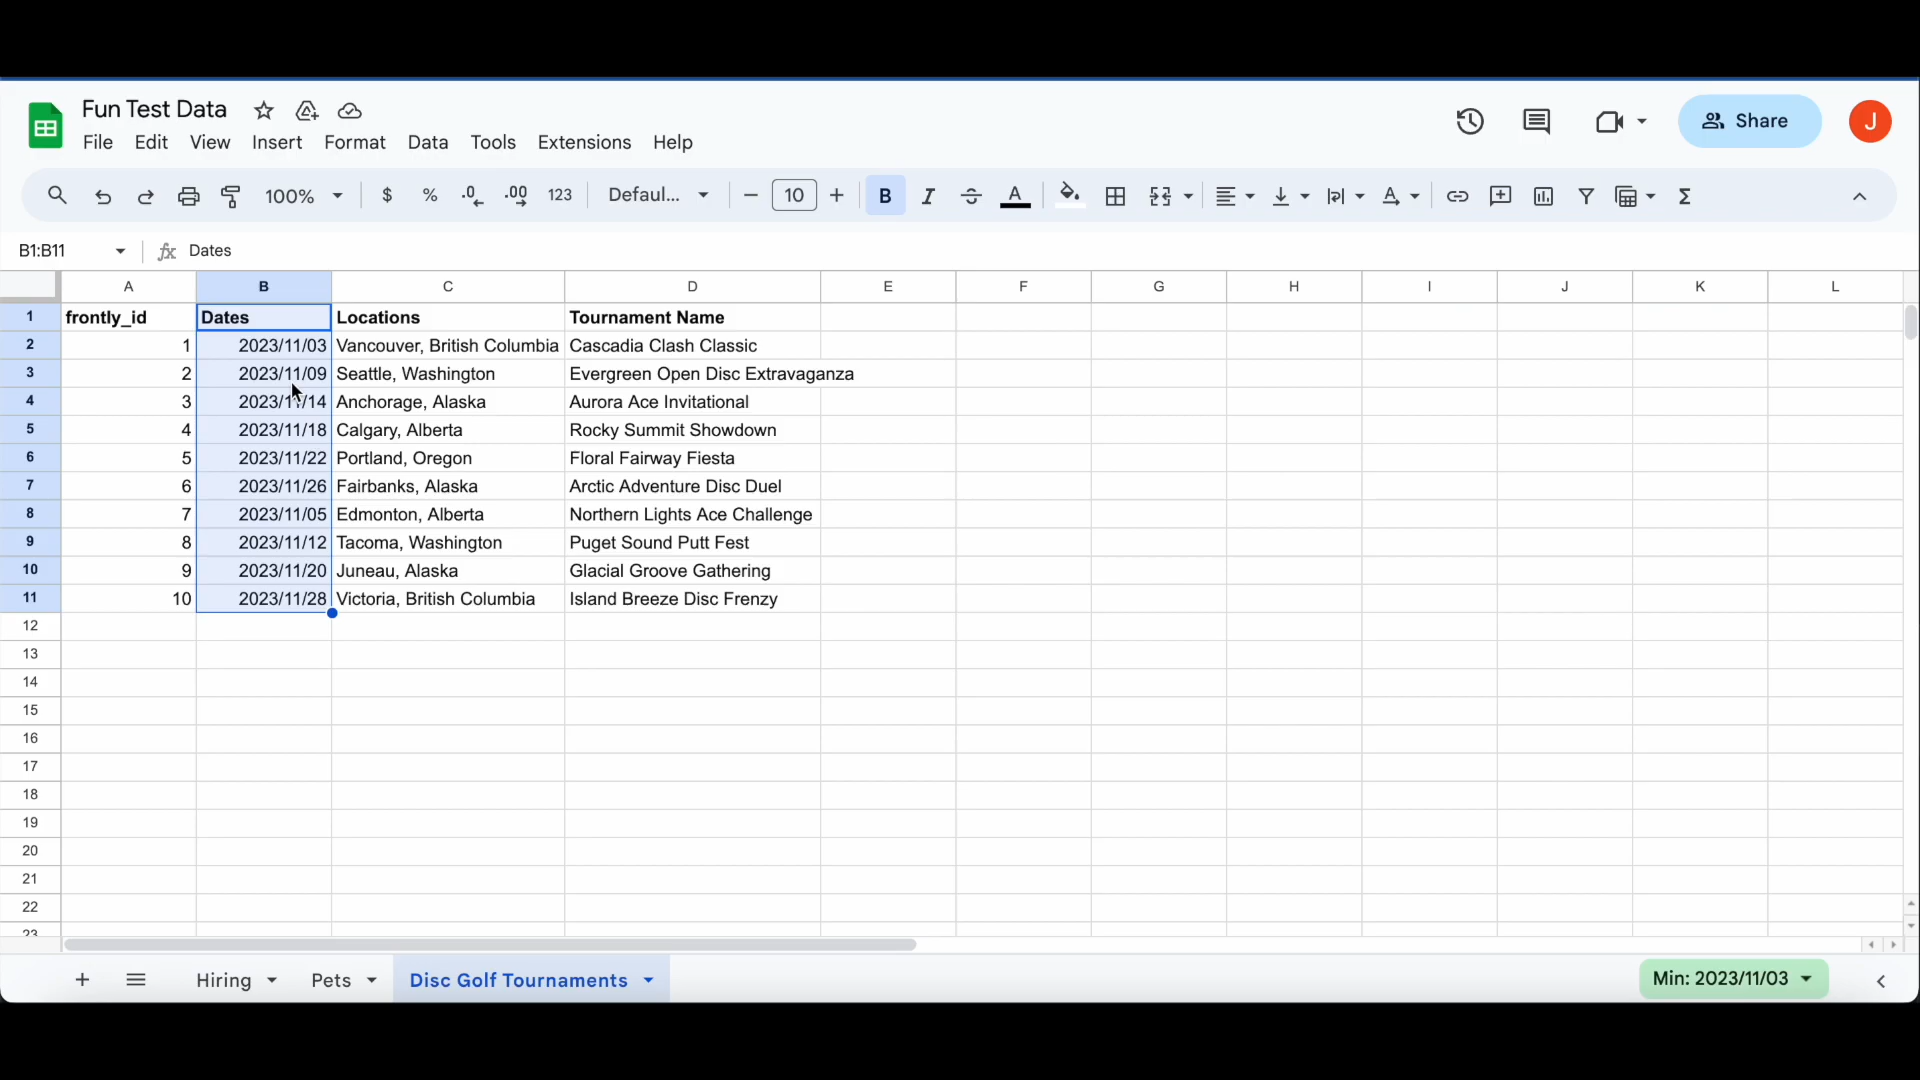 Fun Test Data
File Edit View Insert Format Data Tools Extensions Help
Share
J
100% $ % .0 .00 123 Defaul... 10 B I S A A Σ
B1:B11 fx Dates
A B C D E F G H I J K L
1 frontly_id Dates Locations Tournament Name
2 1 2023/11/03 Vancouver, British Columbia Cascadia Clash Classic
3 2 2023/11/09 Seattle, Washington Evergreen Open Disc Extravaganza
4 3 2023/11/14 Anchorage, Alaska Aurora Ace Invitational
5 4 2023/11/18 Calgary, Alberta Rocky Summit Showdown
6 5 2023/11/22 Portland, Oregon Floral Fairway Fiesta
7 6 2023/11/26 Fairbanks, Alaska Arctic Adventure Disc Duel
8 7 2023/11/05 Edmonton, Alberta Northern Lights Ace Challenge
9 8 2023/11/12 Tacoma, Washington Puget Sound Putt Fest
10 9 2023/11/20 Juneau, Alaska Glacial Groove Gathering
11 10 2023/11/28 Victoria, British Columbia Island Breeze Disc Frenzy
12
13
14
15
16
17
18
19
20
21
22
23
Hiring Pets Disc Golf Tournaments Min: 2023/11/03